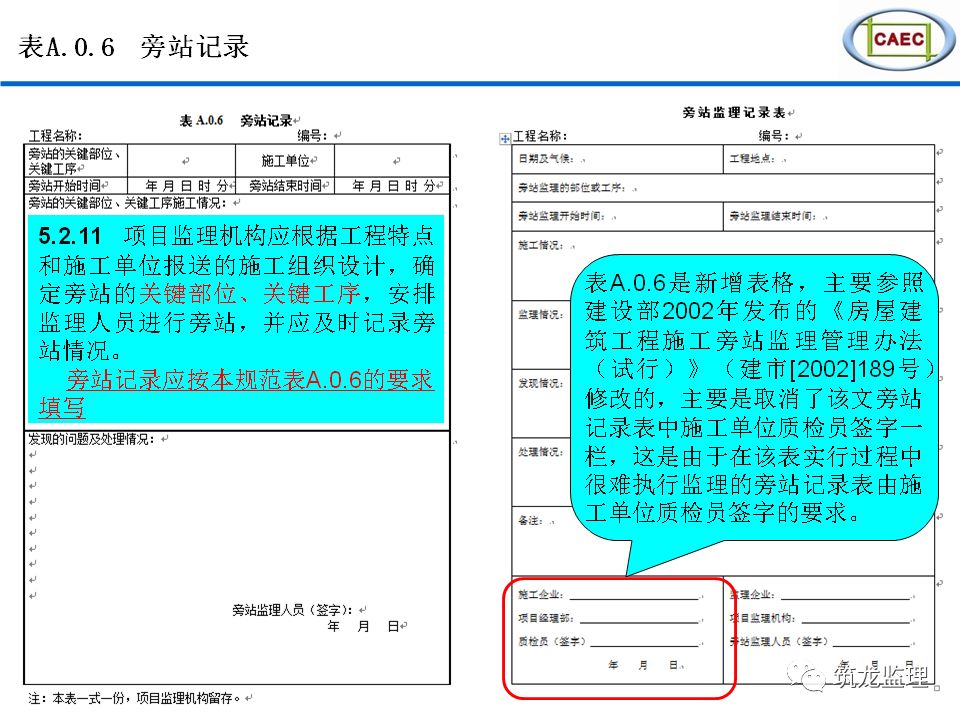 表A.0.6 旁站记录
CAEC
表 A.0.6 旁站记录
工程名称： 编号：
旁站的关键部位、
关键工序
施工单位
旁站开始时间 年 月 日 时 分 旁站结束时间 年 月 日 时 分
旁站的关键部位、关键工序施工情况：
5.2.11 项目监理机构应根据工程特点
和施工单位报送的施工组织设计，确
定旁站的关键部位、关键工序，安排
监理人员进行旁站，并应及时记录旁
站情况。
旁站记录应按本规范表A.0.6的要求
填写
发现的问题及处理情况：
旁站监理人员（签字）：
年 月 日
注：本表一式一份，项目监理机构留存。
旁站监理记录表
工程名称： 编号：
日期及气候： 工程地点：
旁站监理的部位或工序：
旁站监理开始时间： 旁站监理结束时间：
施工情况：
监理情况：
发现情况：
处理情况：
备注：
表A.0.6是新增表格，主要参照
建设部2002年发布的《房屋建
筑工程施工旁站监理管理办法
（试行）》（建市[2002]189号）
修改的，主要是取消了该文旁站
记录表中施工单位质检员签字一
栏，这是由于在该表实行过程中
很难执行监理的旁站记录表由施
工单位质检员签字的要求。
施工企业： 监理企业：
项目经理部： 项目监理机构：
质检员（签字） 旁站监理人员（签字）
年 月 日 年 月 日
筑龙监理